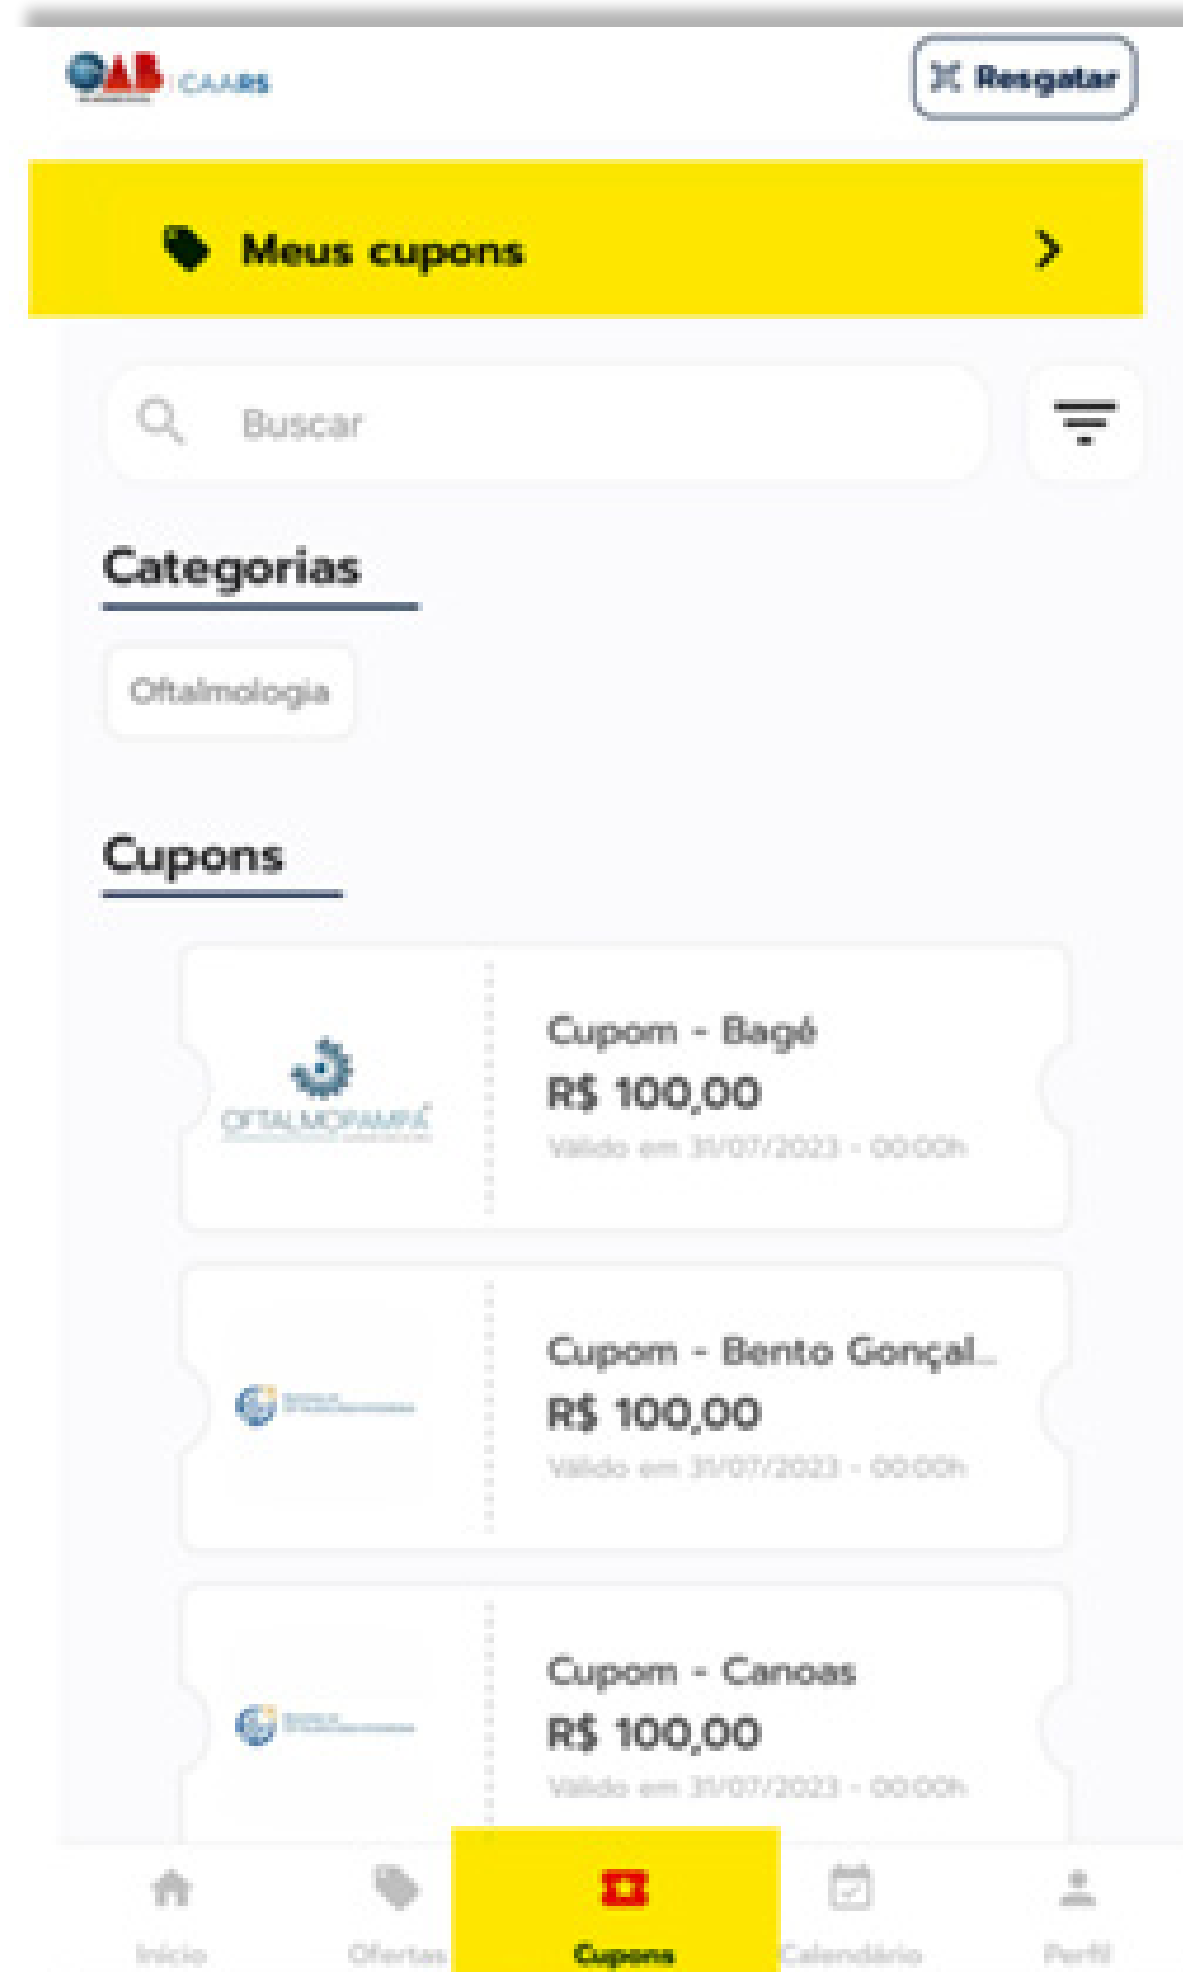 OAB CAARS
Resgatar
Meus cupons
Buscar
Categorias
Oftalmologia
Cupons
OFTALMOPAMPA
Cupom - Bagé
R$ 100,00
Válido em 31/07/2023 - 00:00h
Cupom - Bento Gonçal...
R$ 100,00
Válido em 31/07/2023 - 00:00h
Cupom - Canoas
R$ 100,00
Válido em 31/07/2023 - 00:00h
Início Ofertas Cupons Calendário Perfil